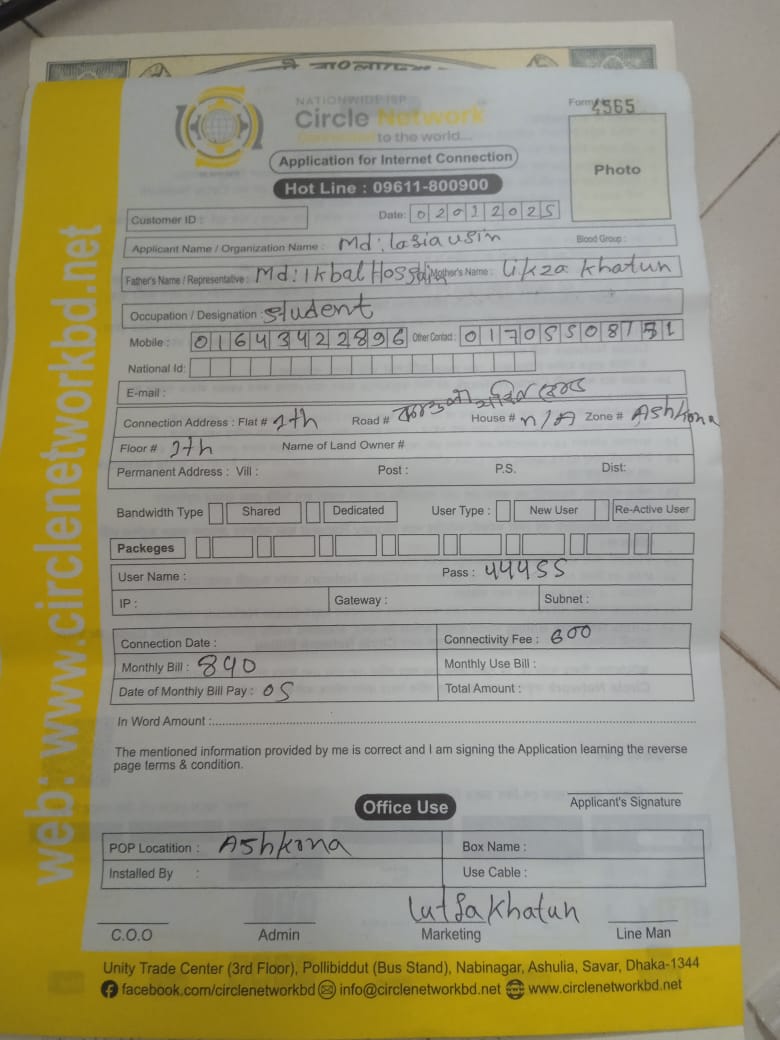 NATIONWIDE ISP
Circle Network
Connected to the world...
Form No 4565
Application for Internet Connection
Hot Line : 09611-800900
Photo
Customer ID :
Date: 02012025
Applicant Name / Organization Name : Md: Iasiausin
Blood Group :
Father's Name / Representative : Md: Ikbal Hossain Mother's Name : likza khatun
Occupation / Designation : student
Mobile : 01643422896 Other Contact : 017055081
National Id:
E-mail :
Connection Address : Flat # 7th Road # House # n/A Zone # Ashkona
Floor # 7th Name of Land Owner #
Permanent Address : Vill : Post : P.S. Dist:
Bandwidth Type Shared Dedicated User Type : New User Re-Active User
Packeges
User Name : Pass : 44455
IP : Gateway : Subnet :
Connection Date : Connectivity Fee : 600
Monthly Bill : 840 Monthly Use Bill :
Date of Monthly Bill Pay : 05 Total Amount :
In Word Amount :
The mentioned information provided by me is correct and I am signing the Application learning the reverse
page terms & condition.
Applicant's Signature
Office Use
POP Locatition : Ashkona Box Name :
Installed By : Use Cable :
lutfa khatun
C.O.O Admin Marketing Line Man
Unity Trade Center (3rd Floor), Pollibiddut (Bus Stand), Nabinagar, Ashulia, Savar, Dhaka-1344
facebook.com/circlenetworkbd info@circlenetworkbd.net www.circlenetworkbd.net
web: www.circlenetworkbd.net